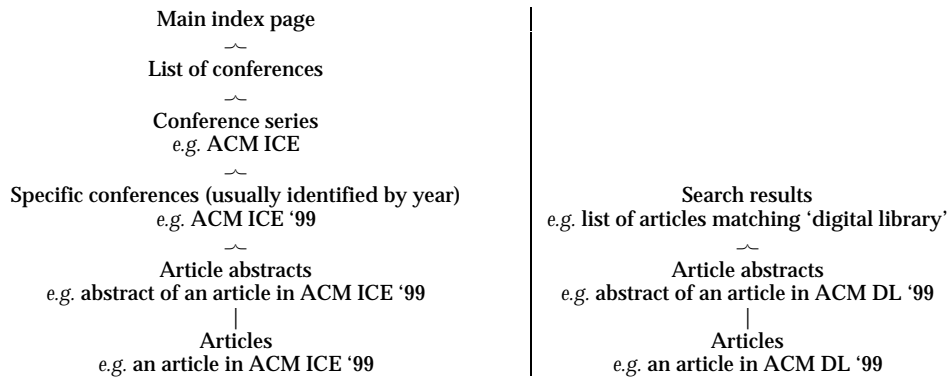 Main index page
List of conferences
Conference series
e.g. ACM ICE
Specific conferences (usually identified by year)
e.g. ACM ICE ‘99
Article abstracts
e.g. abstract of an article in ACM ICE ‘99
Articles
e.g. an article in ACM ICE ‘99
Search results
e.g. list of articles matching ‘digital library’
Article abstracts
e.g. abstract of an article in ACM DL ‘99
Articles
e.g. an article in ACM DL ‘99